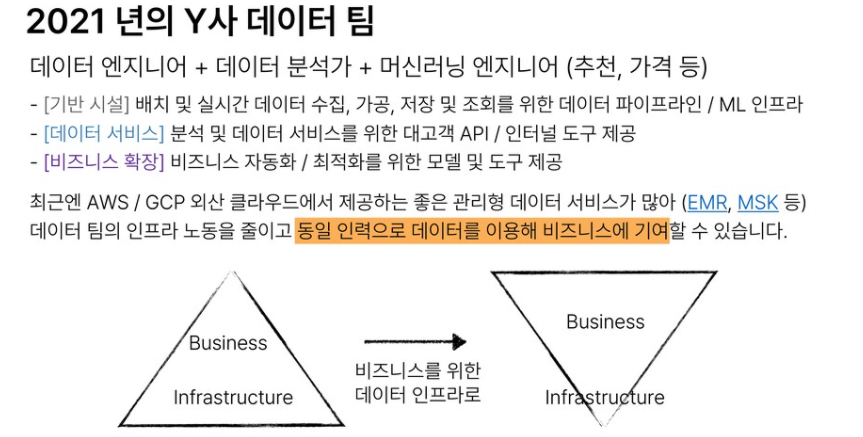 2021 년의 Y사 데이터 팀
데이터 엔지니어 + 데이터 분석가 + 머신러닝 엔지니어 (추천, 가격 등)
- [기반 시설] 배치 및 실시간 데이터 수집, 가공, 저장 및 조회를 위한 데이터 파이프라인 / ML 인프라
- [데이터 서비스] 분석 및 데이터 서비스를 위한 대고객 API / 인터널 도구 제공
- [비즈니스 확장] 비즈니스 자동화 / 최적화를 위한 모델 및 도구 제공
최근엔 AWS / GCP 외산 클라우드에서 제공하는 좋은 관리형 데이터 서비스가 많아 (EMR, MSK 등)
데이터 팀의 인프라 노동을 줄이고 동일 인력으로 데이터를 이용해 비즈니스에 기여할 수 있습니다.
Business
Infrastructure
비즈니스를 위한
데이터 인프라로
Business
Infrastructure